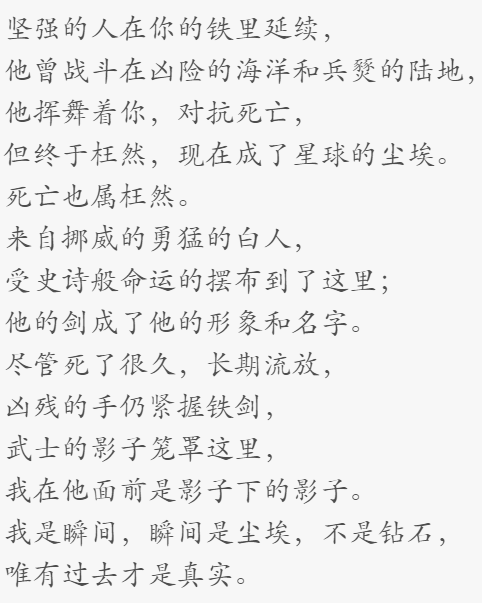 坚强的人在你的铁里延续，
他曾战斗在凶险的海洋和兵燹的陆地，
他挥舞着你，对抗死亡，
但终于枉然，现在成了星球的尘埃。
死亡也属枉然。
来自挪威的勇猛的白人，
受史诗般命运的摆布到了这里；
他的剑成了他的形象和名字。
尽管死了很久，长期流放，
凶残的手仍紧握铁剑，
武士的影子笼罩这里，
我在他面前是影子下的影子。
我是瞬间，瞬间是尘埃，不是钻石，
唯有过去才是真实。